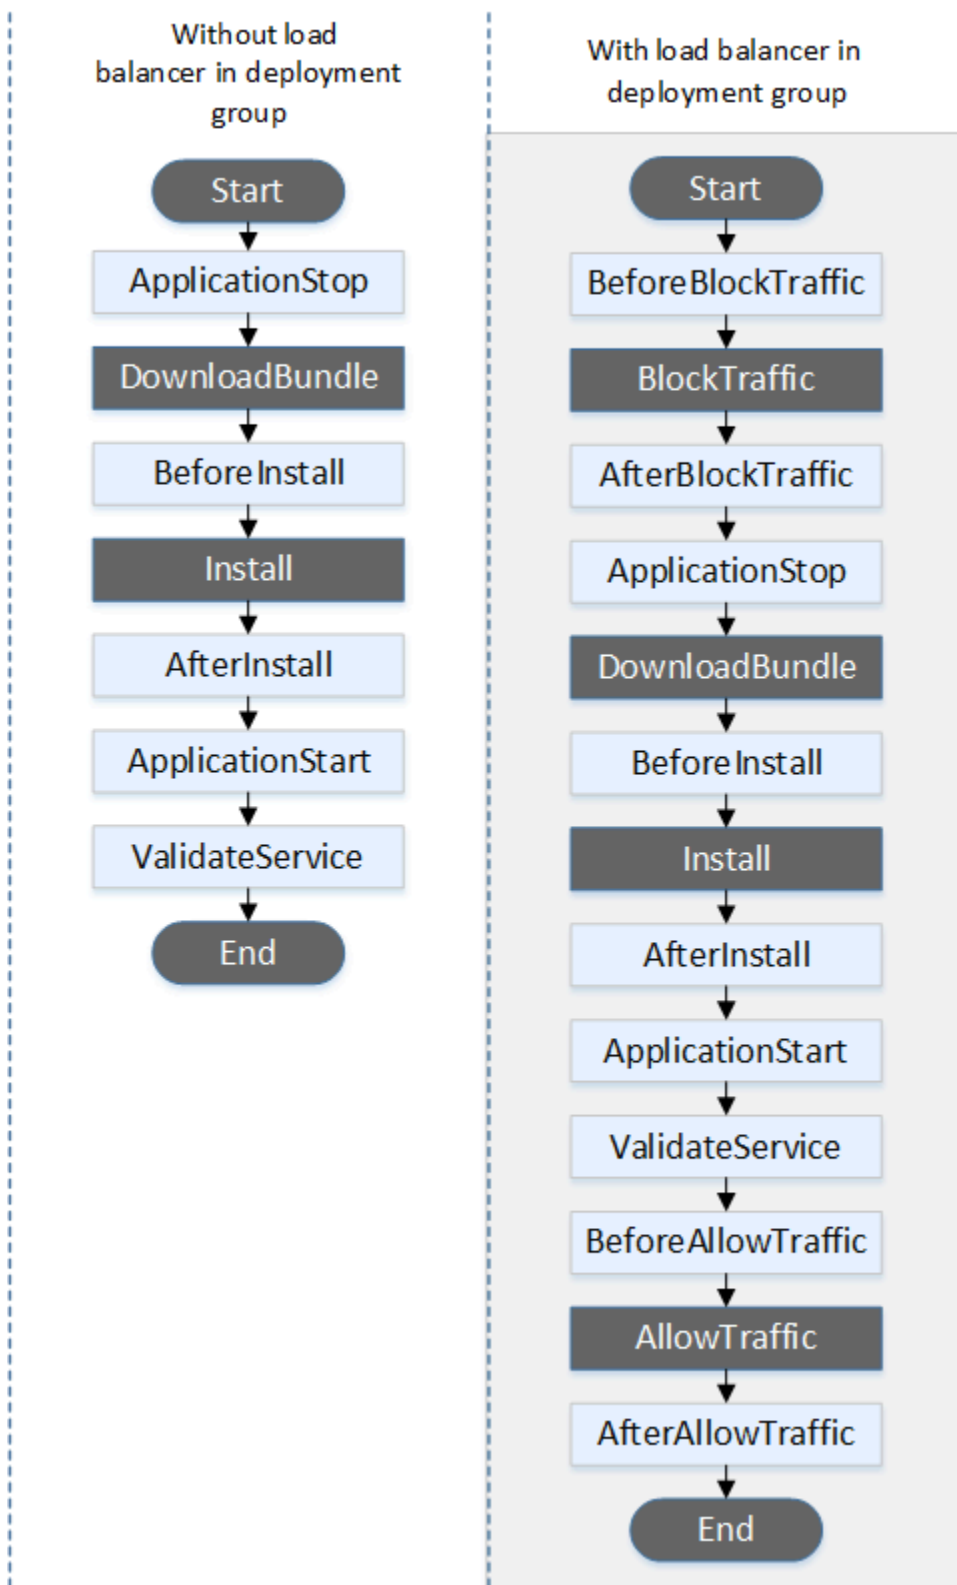 Without load
balancer in deployment
group
Start
ApplicationStop
DownloadBundle
BeforeInstall
Install
AfterInstall
ApplicationStart
ValidateService
End
With load balancer in
deployment group
Start
BeforeBlockTraffic
BlockTraffic
AfterBlockTraffic
ApplicationStop
DownloadBundle
BeforeInstall
Install
AfterInstall
ApplicationStart
ValidateService
BeforeAllowTraffic
AllowTraffic
AfterAllowTraffic
End